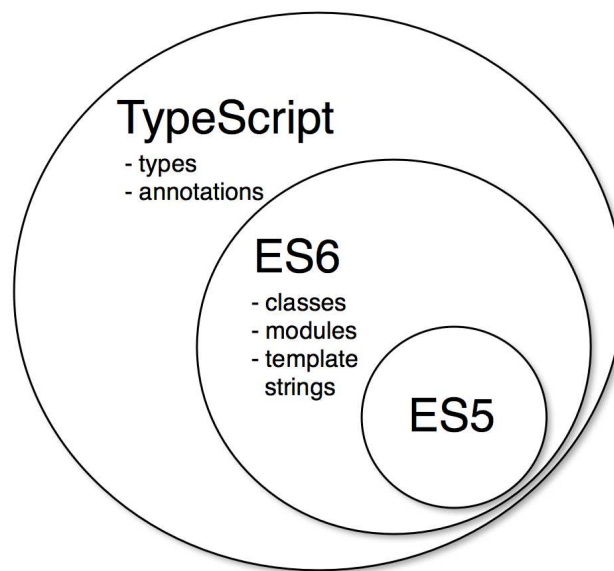 TypeScript
- types
- annotations
ES6
- classes
- modules
- template
strings
ES5